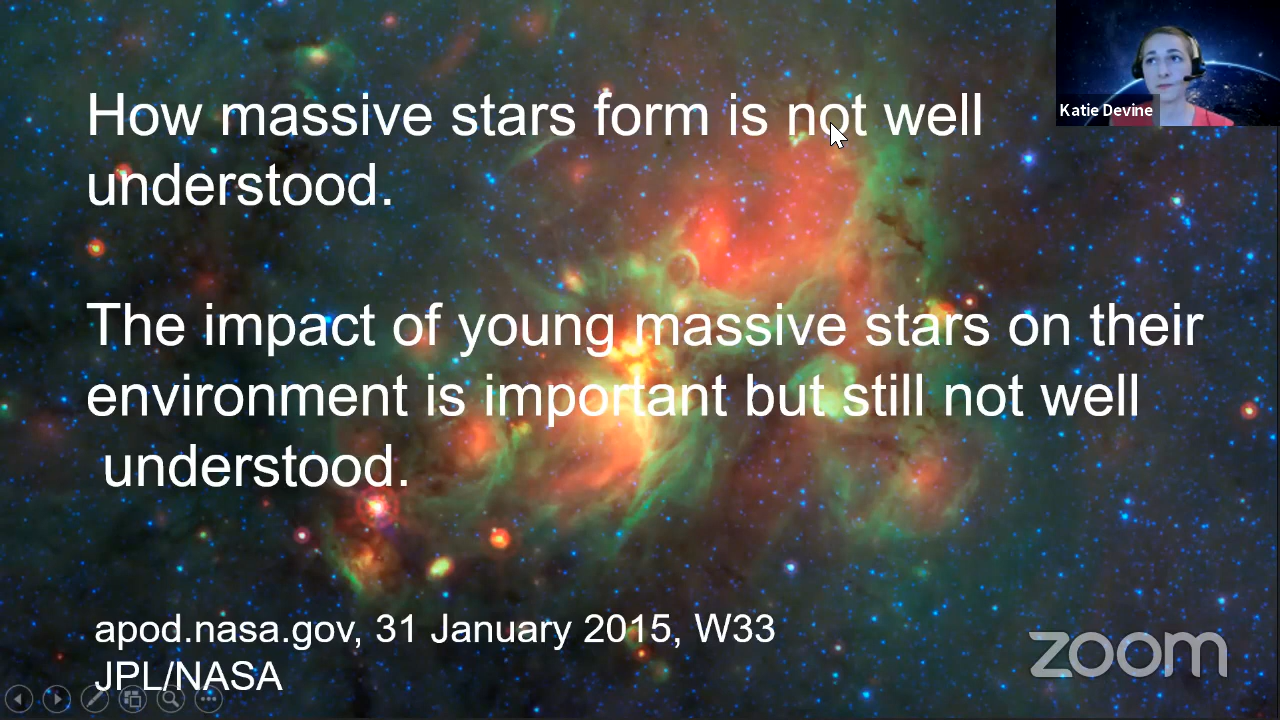 How massive stars form is not well
understood.
The impact of young massive stars on their
environment is important but still not well
understood.
apod.nasa.gov, 31 January 2015, W33
JPL/NASA
Katie Devine
zoom